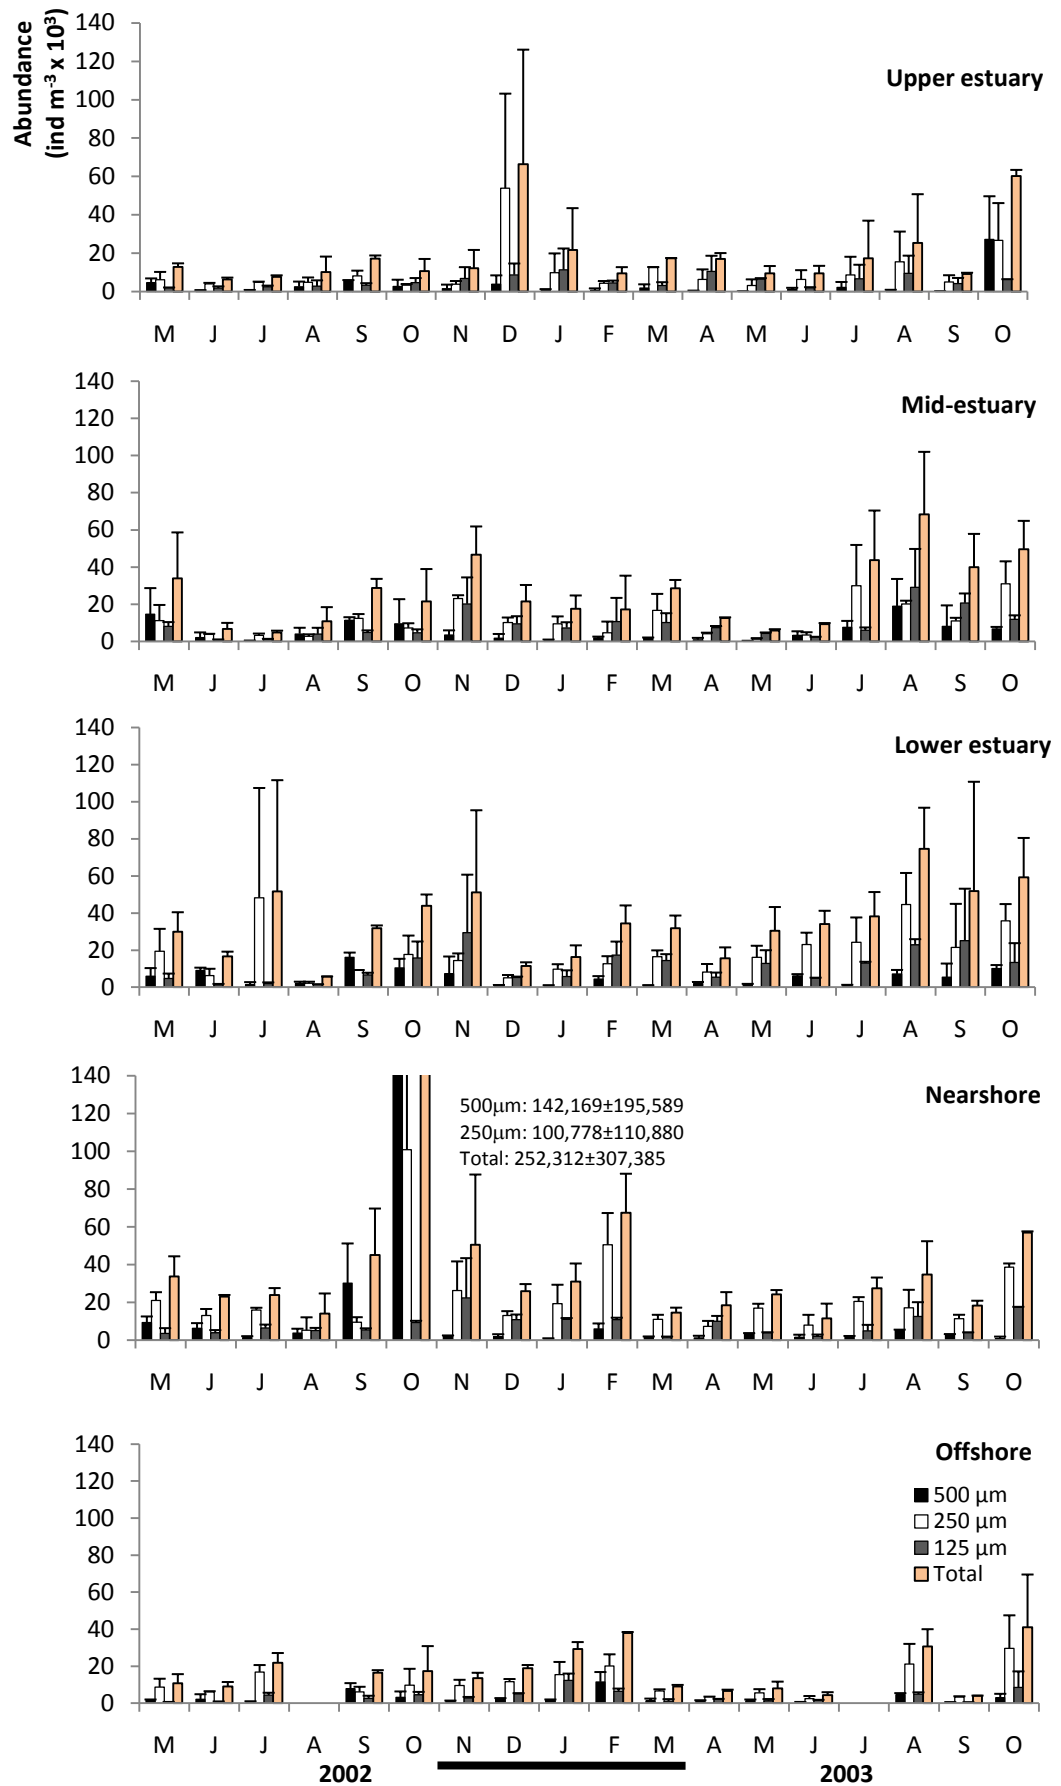 Abundance
(ind m⁻³ x 10³)
140
120
100
80
60
40
20
0
Upper estuary
M J J A S O N D J F M A M J J A S O
140
120
100
80
60
40
20
0
Mid-estuary
M J J A S O N D J F M A M J J A S O
140
120
100
80
60
40
20
0
Lower estuary
M J J A S O N D J F M A M J J A S O
140
120
100
80
60
40
20
0
Nearshore
500µm: 142,169±195,589
250µm: 100,778±110,880
Total: 252,312±307,385
M J J A S O N D J F M A M J J A S O
140
120
100
80
60
40
20
0
Offshore
500 µm
250 µm
125 µm
Total
M J J A S O N D J F M A M J J A S O
2002 2003